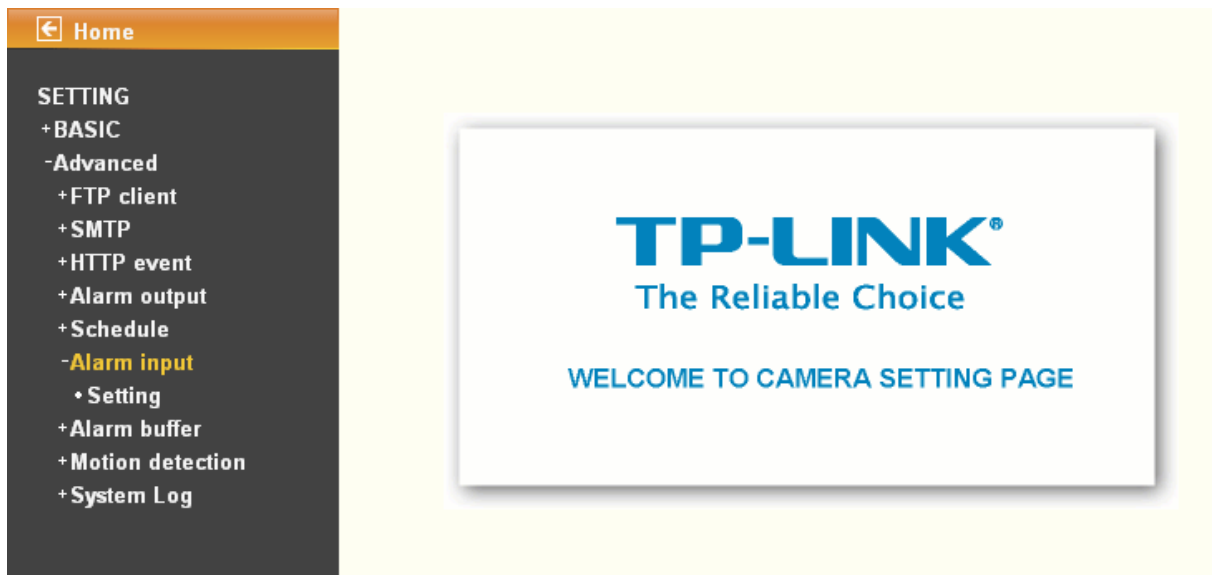 Home
SETTING
+BASIC
-Advanced
+FTP client
+SMTP
+HTTP event
+Alarm output
+Schedule
-Alarm input
• Setting
+Alarm buffer
+Motion detection
+System Log
TP-LINK®
The Reliable Choice
WELCOME TO CAMERA SETTING PAGE